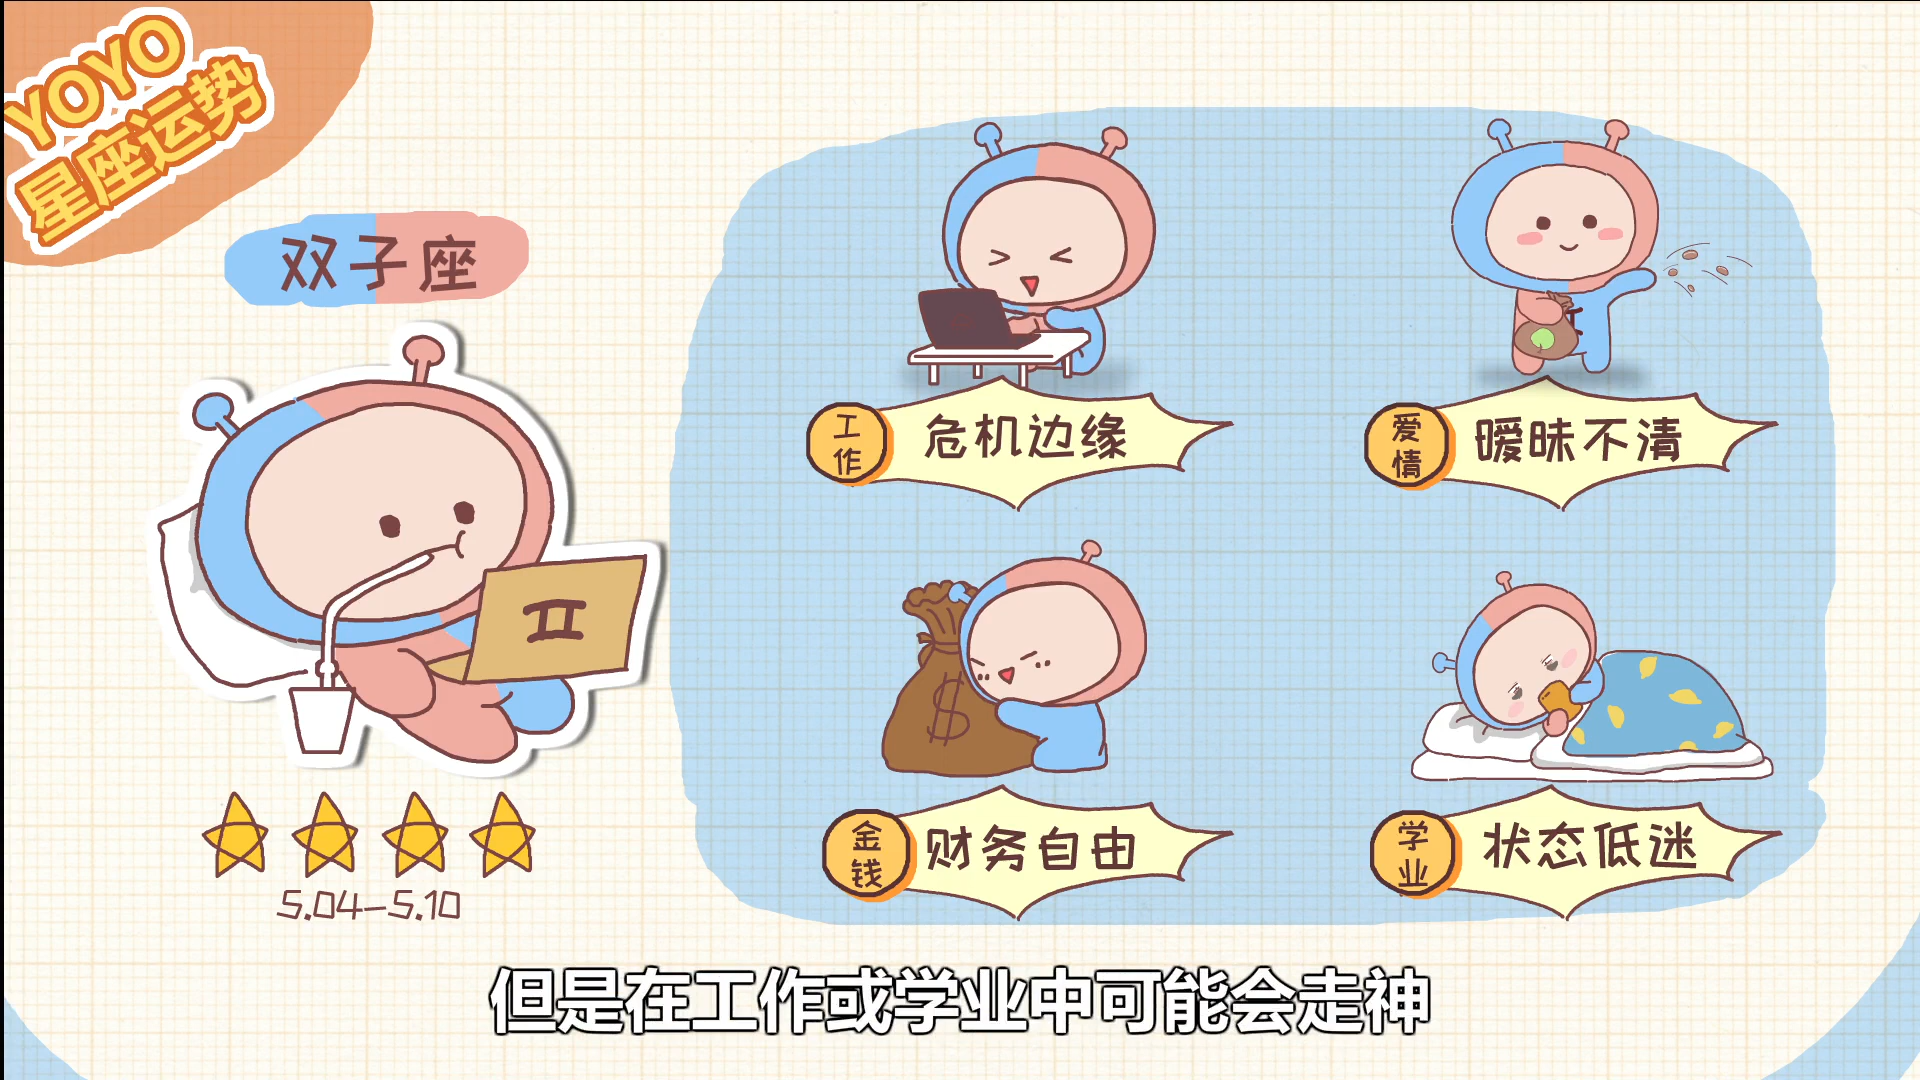 YOYO
星座运势
双子座
II
5.04-5.10
工作
危机边缘
爱情
暧昧不清
$
金钱
财务自由
学业
状态低迷
但是在工作或学业中可能会走神